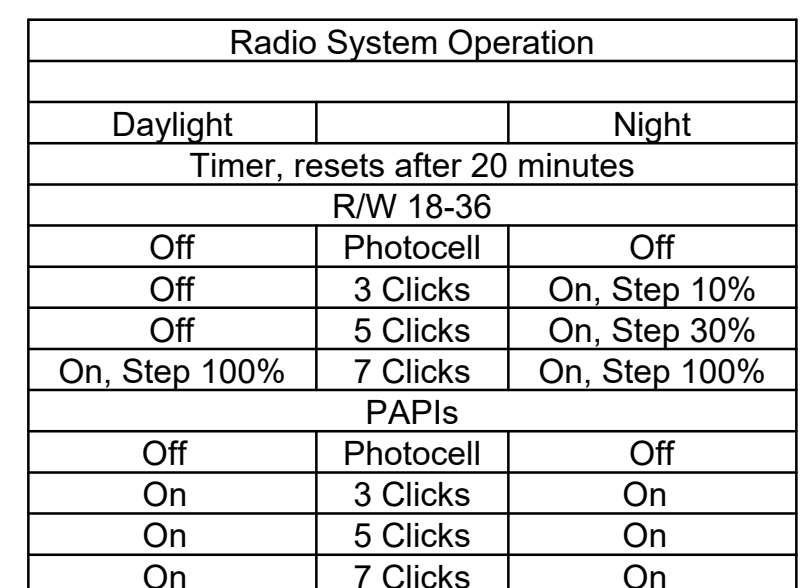 Radio System Operation
Daylight Night
Timer, resets after 20 minutes
R/W 18-36
Off Photocell Off
Off 3 Clicks On, Step 10%
Off 5 Clicks On, Step 30%
On, Step 100% 7 Clicks On, Step 100%
PAPIs
Off Photocell Off
On 3 Clicks On
On 5 Clicks On
On 7 Clicks On